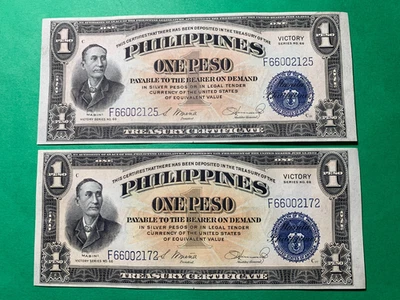 ONE
1
1
THIS CERTIFIES THAT THERE HAS BEEN DEPOSITED IN THE TREASURY OF THE
PHILIPPINES
VICTORY
SERIES NO. 66
F66002125
ONE PESO
PAYABLE TO THE BEARER ON DEMAND
IN SILVER PESOS OR IN LEGAL TENDER
CURRENCY OF THE UNITED STATES
OF EQUIVALENT VALUE
MABINI
VICTORY SERIES NO. 66
F66002125
TREASURY CERTIFICATE
ONE
1
1
THIS CERTIFIES THAT THERE HAS BEEN DEPOSITED IN THE TREASURY OF THE
PHILIPPINES
VICTORY
SERIES NO. 66
F66002172
ONE PESO
PAYABLE TO THE BEARER ON DEMAND
IN SILVER PESOS OR IN LEGAL TENDER
CURRENCY OF THE UNITED STATES
OF EQUIVALENT VALUE
MABINI
VICTORY SERIES NO. 66
F66002172
TREASURY CERTIFICATE